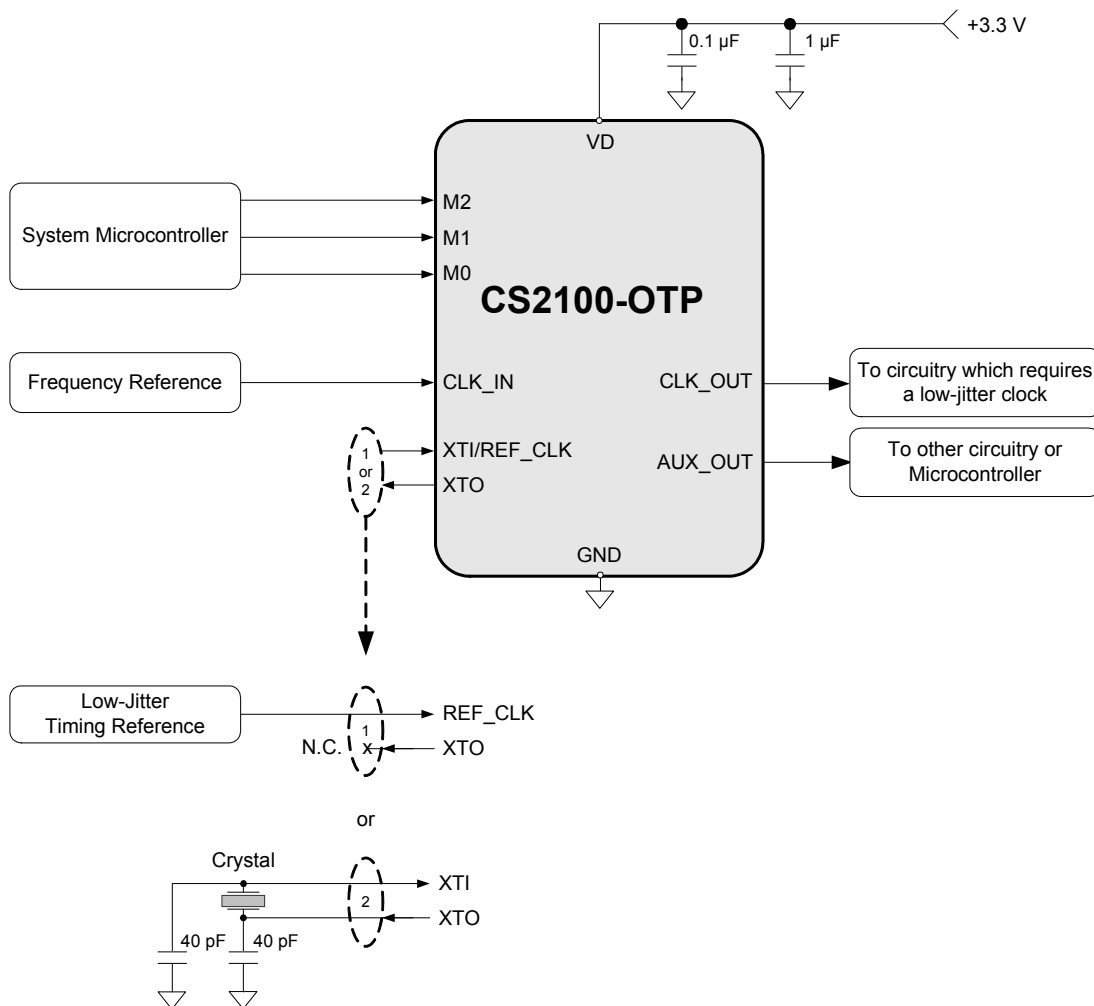 +3.3 V
0.1 µF
1 µF
VD
System Microcontroller
M2
M1
M0
CS2100-OTP
Frequency Reference
CLK_IN
CLK_OUT
To circuitry which requires
a low-jitter clock
1
or
2
XTI/REF_CLK
XTO
AUX_OUT
To other circuitry or
Microcontroller
GND
Low-Jitter
Timing Reference
1
REF_CLK
N.C.
x
XTO
or
Crystal
2
XTI
XTO
40 pF
40 pF